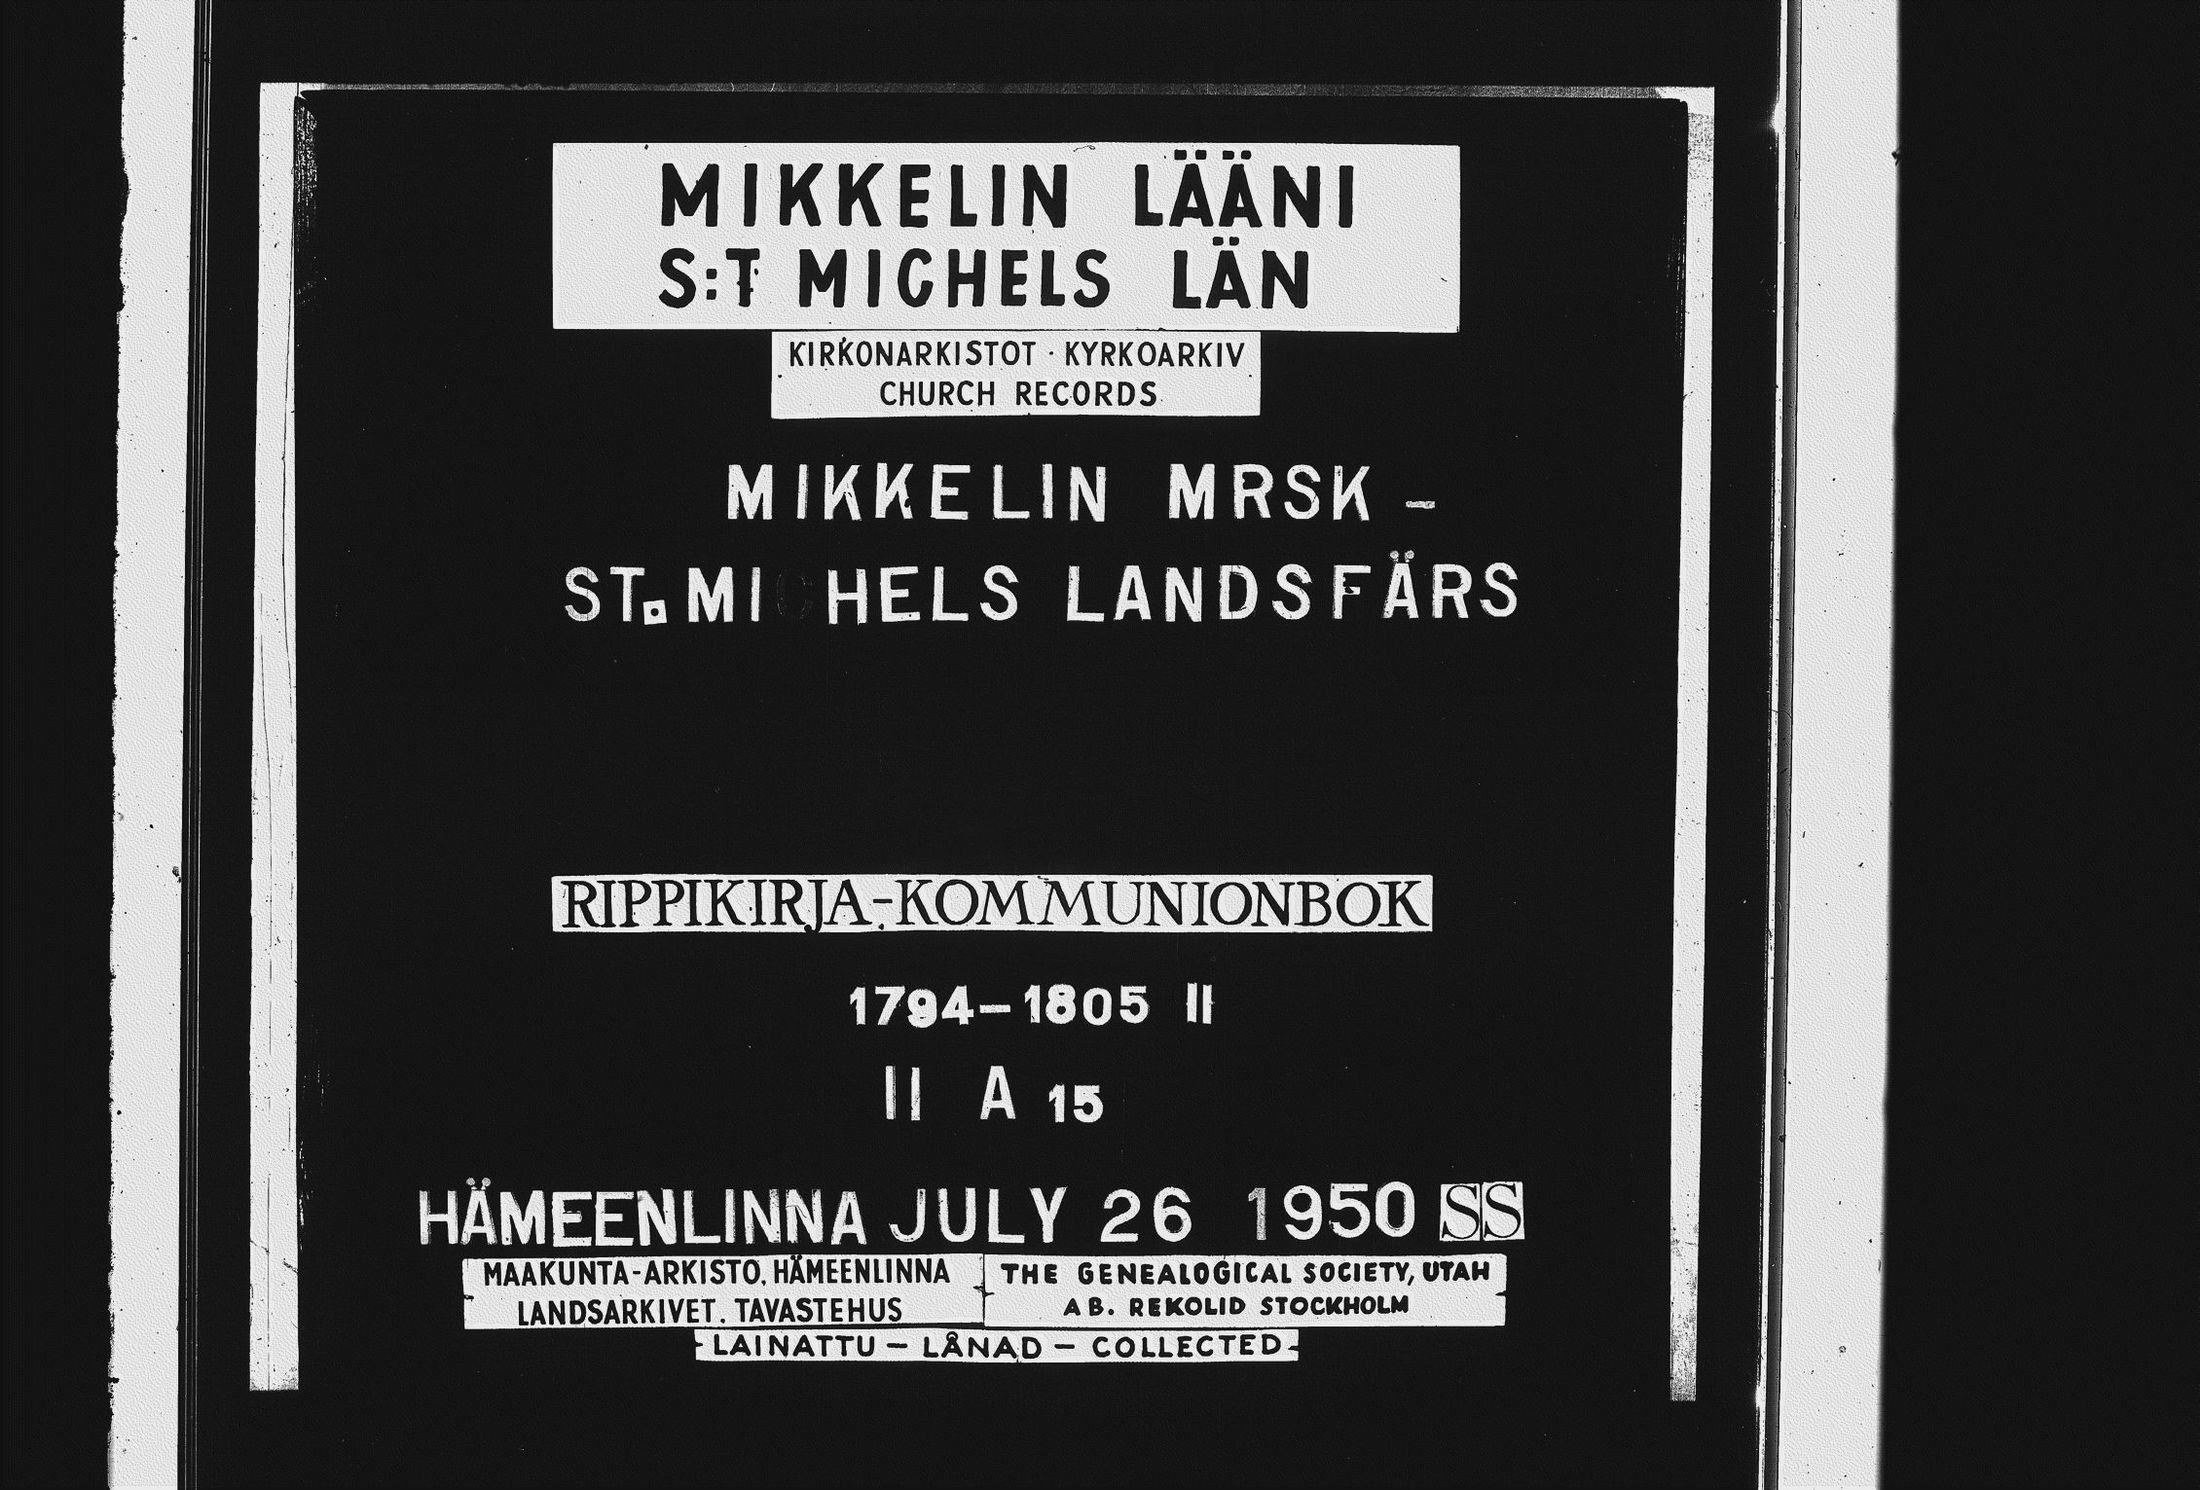 MIKKELIN LÄÄNI
S:T MICHELS LÄN
KIRKONARKISTOT · KYRKOARKIV
CHURCH RECORDS
MIKKELIN MRSK –
ST. MICHELS LANDSFÄRS
RIPPIKIRJA-KOMMUNIONBOK
1794–1805 II
II A 15
HÄMEENLINNA JULY 26 1950 SS
MAAKUNTA-ARKISTO, HÄMEENLINNA
LANDSARKIVET, TAVASTEHUS
THE GENEALOGICAL SOCIETY, UTAH
AB. REKOLID STOCKHOLM
LAINATTU – LÅNAD – COLLECTED